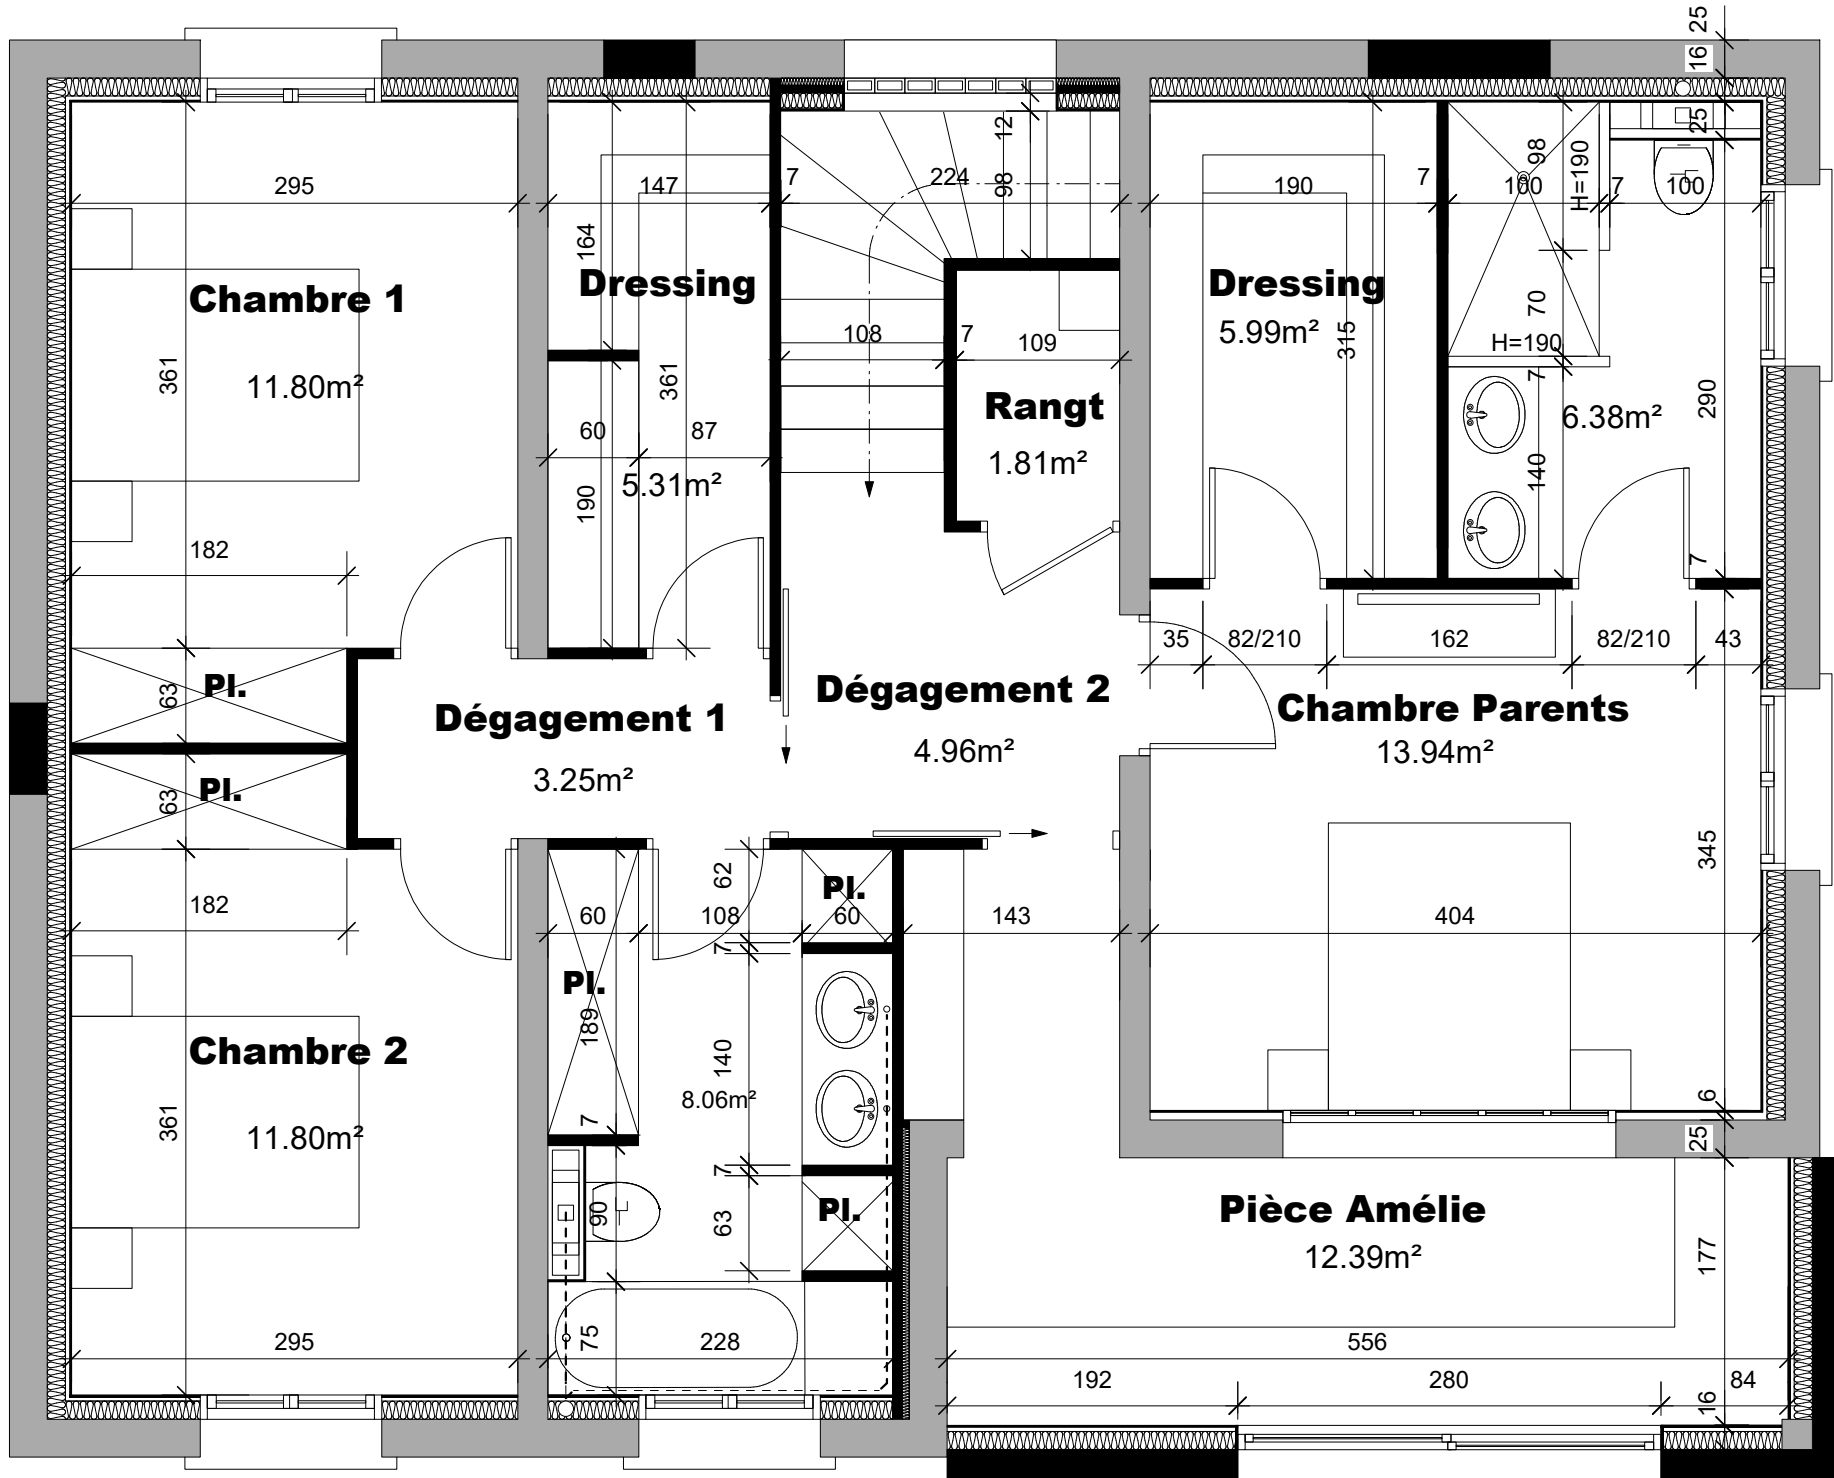 25
16
295
147
7
224
12
98
190
7
100
98
H=190
7
100
25
164
Chambre 1
11.80m²
361
Dressing
5.31m²
361
60
87
190
108
7
109
Rangt
1.81m²
Dressing
5.99m²
315
70
H=190
7
6.38m²
140
290
7
182
63
Pl.
63
Pl.
182
Dégagement 1
3.25m²
Dégagement 2
4.96m²
35
82/210
162
82/210
43
Chambre Parents
13.94m²
345
404
62
Pl.
60
108
60
143
7
Pl.
189
140
8.06m²
7
7
Chambre 2
11.80m²
361
90
63
Pl.
6
25
Pièce Amélie
12.39m²
177
295
75
228
556
192
280
84
16